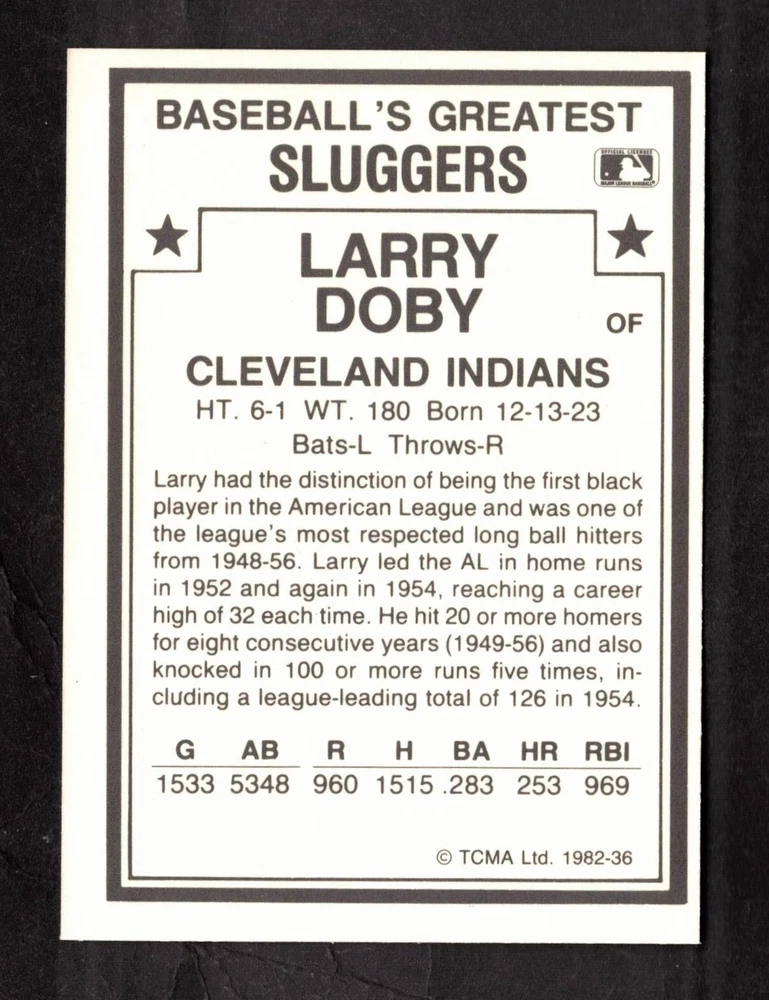 BASEBALL'S GREATEST
SLUGGERS
OFFICIAL LICENSEE
MAJOR LEAGUE BASEBALL
LARRY
DOBY
OF
CLEVELAND INDIANS
HT. 6-1 WT. 180 Born 12-13-23
Bats-L Throws-R
Larry had the distinction of being the first black
player in the American League and was one of
the league's most respected long ball hitters
from 1948-56. Larry led the AL in home runs
in 1952 and again in 1954, reaching a career
high of 32 each time. He hit 20 or more homers
for eight consecutive years (1949-56) and also
knocked in 100 or more runs five times, in-
cluding a league-leading total of 126 in 1954.
G AB R H BA HR RBI
1533 5348 960 1515 .283 253 969
© TCMA Ltd. 1982-36